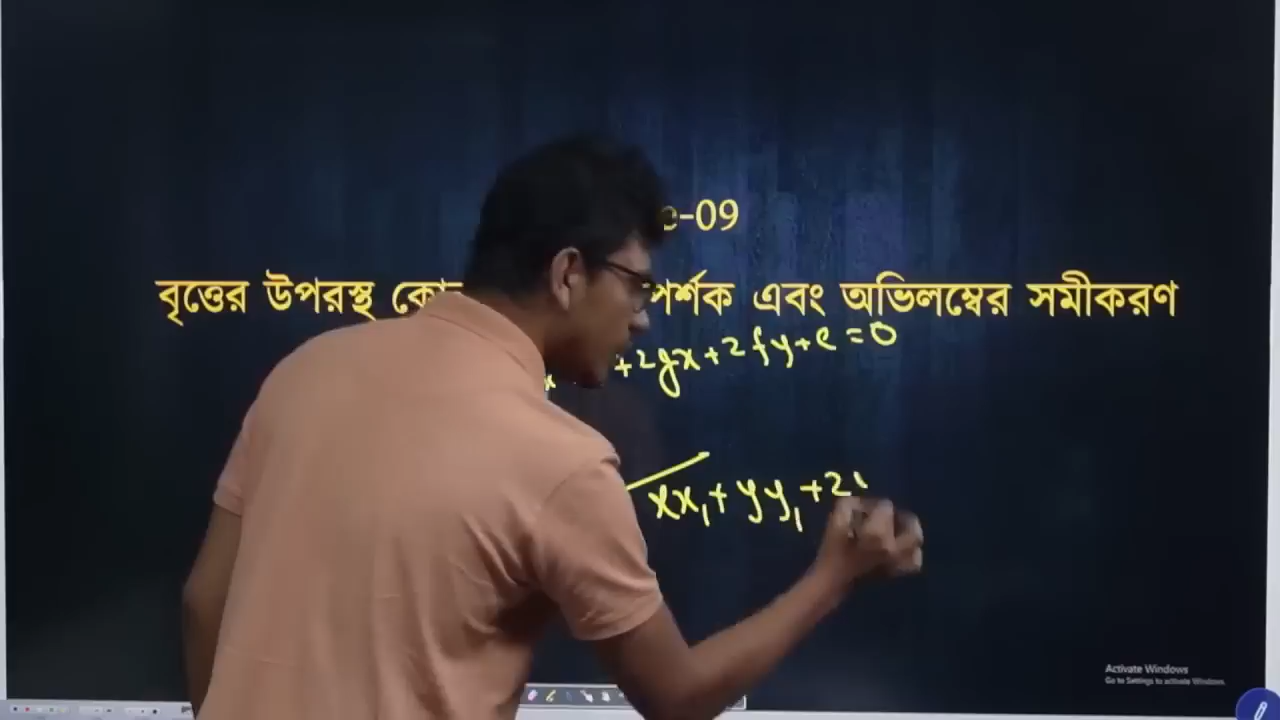 e-09
বৃত্তের উপরস্থ র্শক এবং অভিলম্বের সমীকরণ
+2gx+2fy+c=0
xx₁+yy₁+2
Activate Windows
Go to Settings to activate Windows.